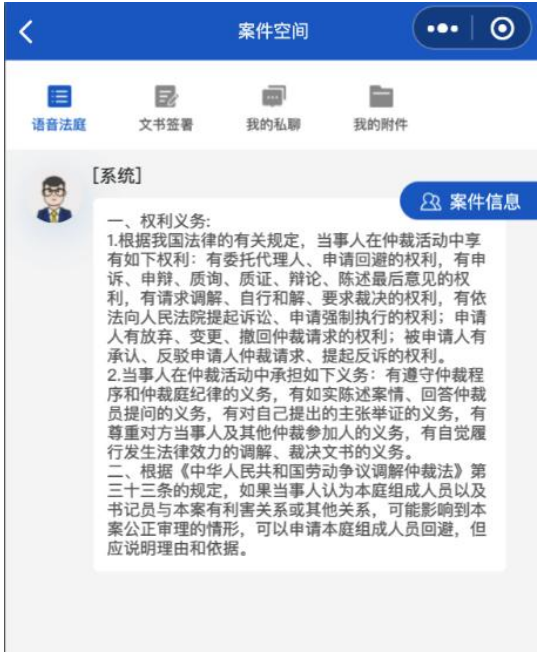 案件空间
语音法庭
文书签署
我的私聊
我的附件
[系统]
案件信息
一、权利义务:
1.根据我国法律的有关规定，当事人在仲裁活动中享
有如下权利：有委托代理人、申请回避的权利，有申
诉、申辩、质询、质证、辩论、陈述最后意见的权
利，有请求调解、自行和解、要求裁决的权利，有依
法向人民法院提起诉讼、申请强制执行的权利；申请
人有放弃、变更、撤回仲裁请求的权利；被申请人有
承认、反驳申请人仲裁请求、提起反诉的权利。
2.当事人在仲裁活动中承担如下义务：有遵守仲裁程
序和仲裁庭纪律的义务，有如实陈述案情、回答仲裁
员提问的义务，有对自己提出的主张举证的义务，有
尊重对方当事人及其他仲裁参加人的义务，有自觉履
行发生法律效力的调解、裁决文书的义务。
二、根据《中华人民共和国劳动争议调解仲裁法》第
三十三条的规定，如果当事人认为本庭组成人员以及
书记员与本案有利害关系或其他关系，可能影响到本
案公正审理的情形，可以申请本庭组成人员回避，但
应说明理由和依据。